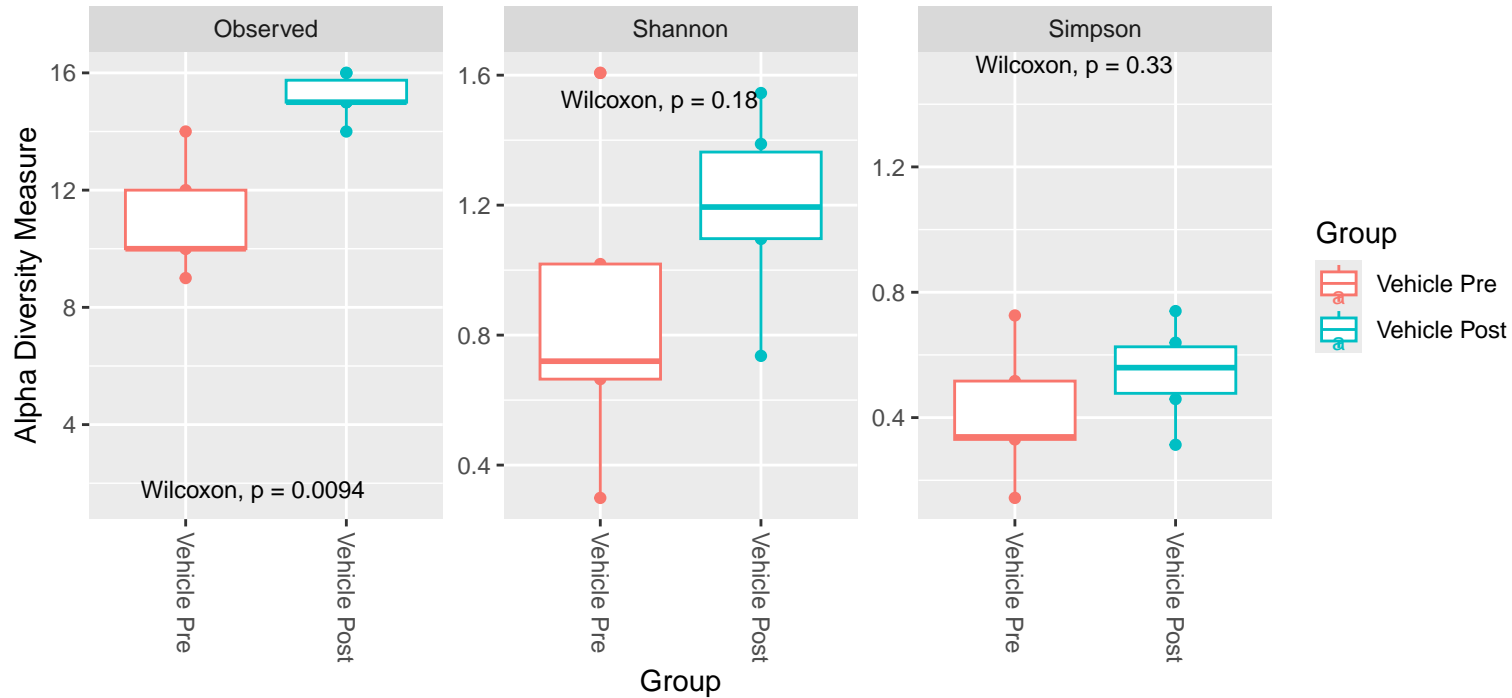 Observed
Shannon
Simpson
Alpha Diversity Measure
16
12
8
4
Wilcoxon, p = 0.0094
1.6
1.2
0.8
0.4
Wilcoxon, p = 0.18
1.2
0.8
0.4
Wilcoxon, p = 0.33
Vehicle Pre
Vehicle Post
Vehicle Pre
Vehicle Post
Vehicle Pre
Vehicle Post
Group
Group
a
Vehicle Pre
a
Vehicle Post